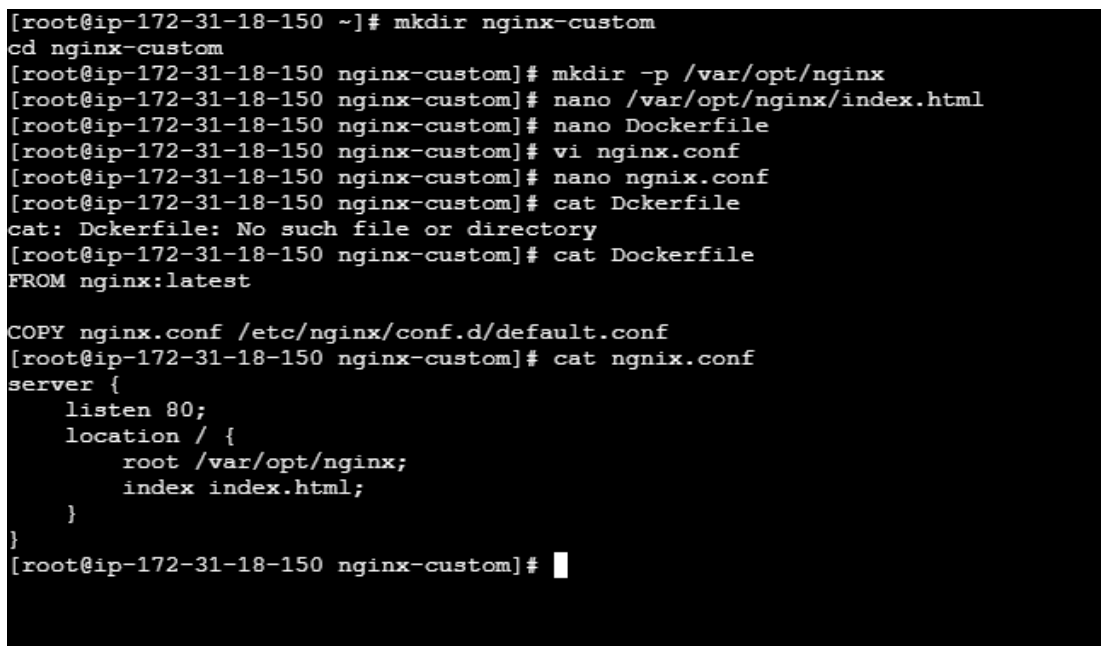 [root@ip-172-31-18-150 ~]# mkdir nginx-custom
cd nginx-custom
[root@ip-172-31-18-150 nginx-custom]# mkdir -p /var/opt/nginx
[root@ip-172-31-18-150 nginx-custom]# nano /var/opt/nginx/index.html
[root@ip-172-31-18-150 nginx-custom]# nano Dockerfile
[root@ip-172-31-18-150 nginx-custom]# vi nginx.conf
[root@ip-172-31-18-150 nginx-custom]# nano ngnix.conf
[root@ip-172-31-18-150 nginx-custom]# cat Dckerfile
cat: Dckerfile: No such file or directory
[root@ip-172-31-18-150 nginx-custom]# cat Dockerfile
FROM nginx:latest

COPY nginx.conf /etc/nginx/conf.d/default.conf
[root@ip-172-31-18-150 nginx-custom]# cat ngnix.conf
server {
    listen 80;
    location / {
        root /var/opt/nginx;
        index index.html;
    }
}
[root@ip-172-31-18-150 nginx-custom]#